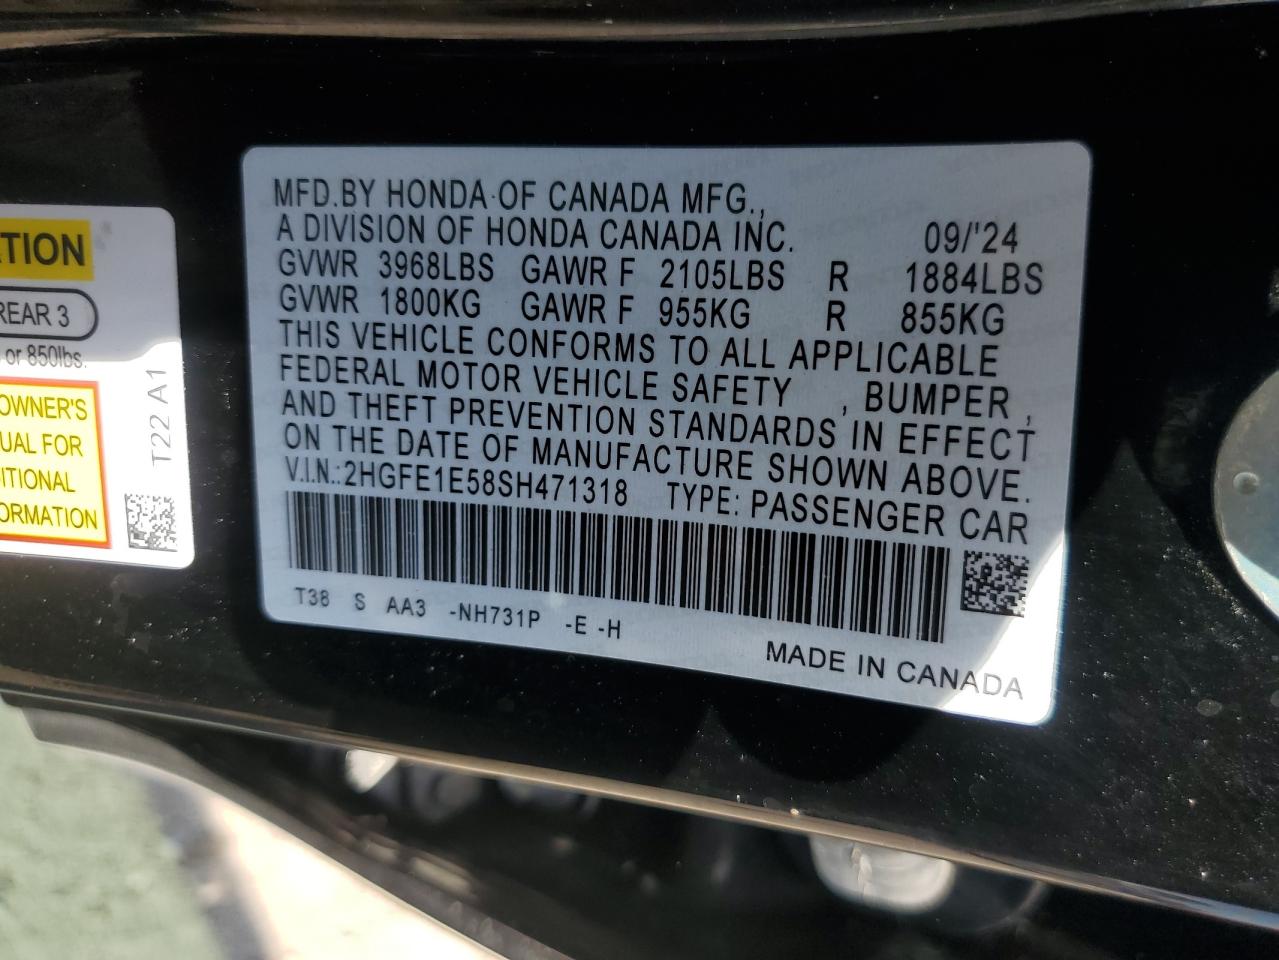 TION
REAR 3
or 850lbs.
OWNER'S
UAL FOR
ITIONAL
ORMATION
T22 A1
MFD.BY HONDA OF CANADA MFG.,
A DIVISION OF HONDA CANADA INC. 09/'24
GVWR 3968LBS GAWR F 2105LBS R 1884LBS
GVWR 1800KG GAWR F 955KG R 855KG
THIS VEHICLE CONFORMS TO ALL APPLICABLE
FEDERAL MOTOR VEHICLE SAFETY , BUMPER ,
AND THEFT PREVENTION STANDARDS IN EFFECT
ON THE DATE OF MANUFACTURE SHOWN ABOVE.
V.I.N.:2HGFE1E58SH471318 TYPE: PASSENGER CAR
T38 S AA3 -NH731P -E -H
MADE IN CANADA